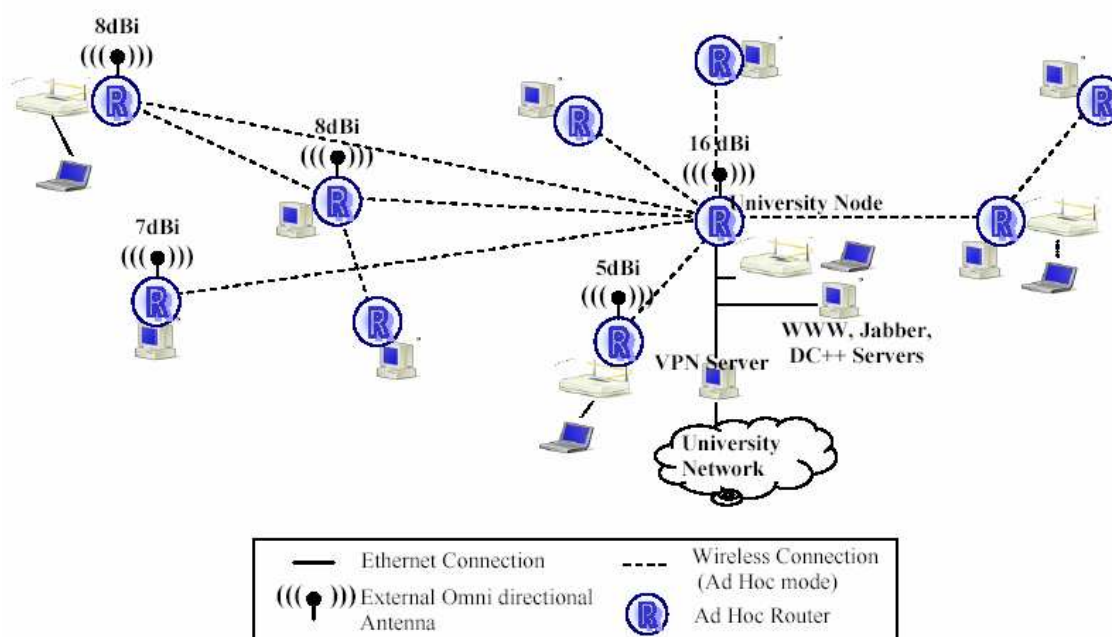 8dBi
8dBi
16 dBi
University Node
7dBi
5dBi
WWW, Jabber,
DC++ Servers
VPN Server
University
Network
Ethernet Connection
Wireless Connection
(Ad Hoc mode)
External Omni directional
Antenna
Ad Hoc Router
R
R
R
R
R
R
R
R
R
R
R